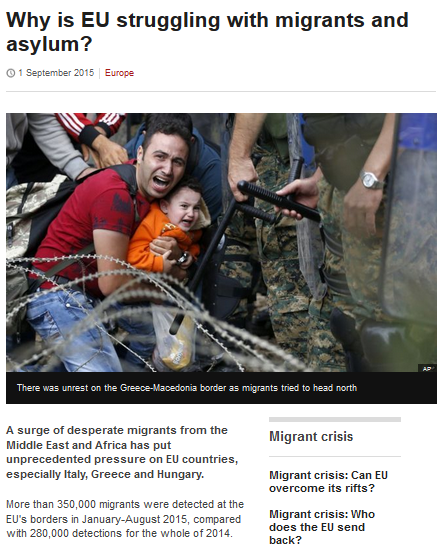 Why is EU struggling with migrants and
asylum?
1 September 2015 | Europe
AP
There was unrest on the Greece-Macedonia border as migrants tried to head north
A surge of desperate migrants from the
Middle East and Africa has put
unprecedented pressure on EU countries,
especially Italy, Greece and Hungary.
More than 350,000 migrants were detected at the
EU's borders in January-August 2015, compared
with 280,000 detections for the whole of 2014.
Migrant crisis
Migrant crisis: Can EU
overcome its rifts?
Migrant crisis: Who
does the EU send
back?